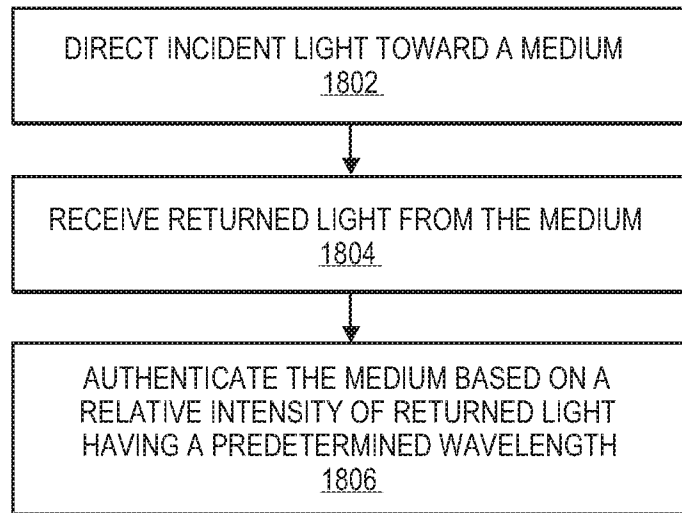 DIRECT INCIDENT LIGHT TOWARD A MEDIUM
1802
RECEIVE RETURNED LIGHT FROM THE MEDIUM
1804
AUTHENTICATE THE MEDIUM BASED ON A
RELATIVE INTENSITY OF RETURNED LIGHT
HAVING A PREDETERMINED WAVELENGTH
1806